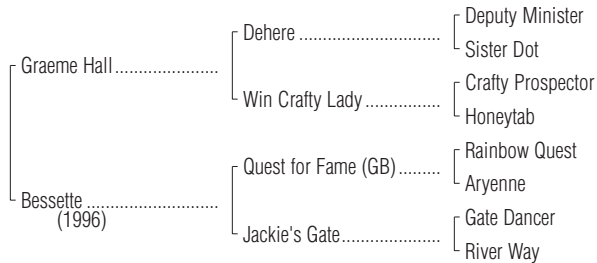 Deputy Minister
Dehere ..............................
Sister Dot
Graeme Hall......................
Crafty Prospector
Win Crafty Lady ................
Honeytab
Rainbow Quest
Quest for Fame (GB).........
Aryenne
Bessette ............................
(1996)
Gate Dancer
Jackie's Gate.....................
River Way